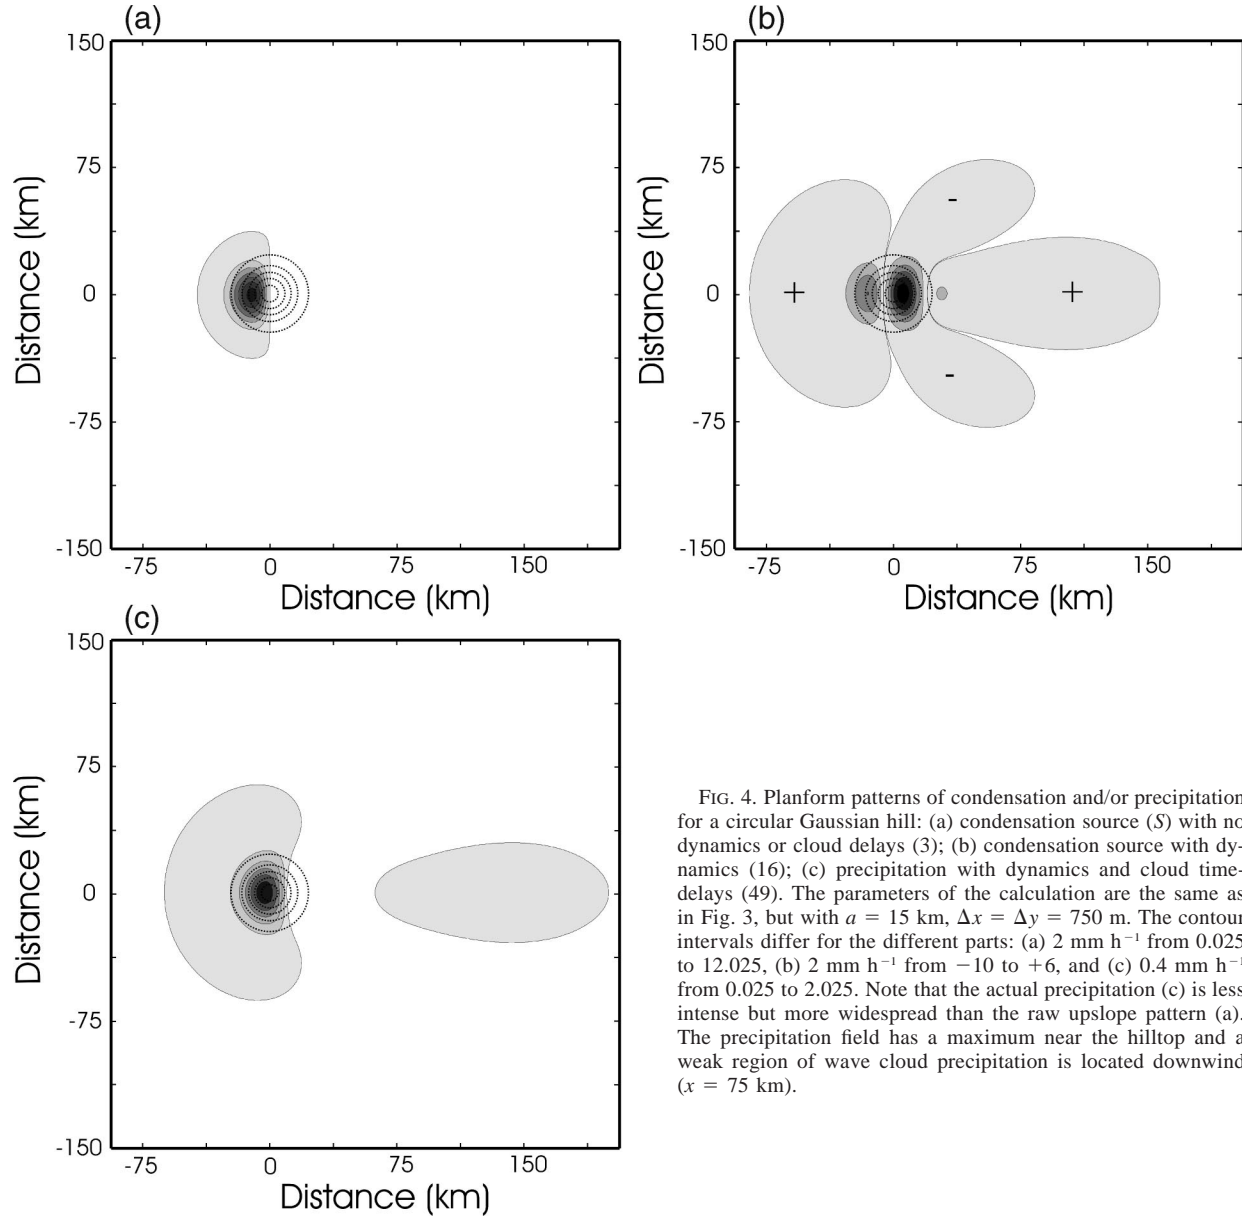 (a)
150
75
0
-75
-150
Distance (km)
-75 0 75 150
Distance (km)
(b)
150
75
0
-75
-150
Distance (km)
+
-
+
-
-75 0 75 150
Distance (km)
(c)
150
75
0
-75
-150
Distance (km)
-75 0 75 150
Distance (km)
FIG. 4. Planform patterns of condensation and/or precipitation
for a circular Gaussian hill: (a) condensation source (S) with no
dynamics or cloud delays (3); (b) condensation source with dy-
namics (16); (c) precipitation with dynamics and cloud time-
delays (49). The parameters of the calculation are the same as
in Fig. 3, but with a = 15 km, Δx = Δy = 750 m. The contour
intervals differ for the different parts: (a) 2 mm h⁻¹ from 0.025
to 12.025, (b) 2 mm h⁻¹ from −10 to +6, and (c) 0.4 mm h⁻¹
from 0.025 to 2.025. Note that the actual precipitation (c) is less
intense but more widespread than the raw upslope pattern (a).
The precipitation field has a maximum near the hilltop and a
weak region of wave cloud precipitation is located downwind
(x = 75 km).